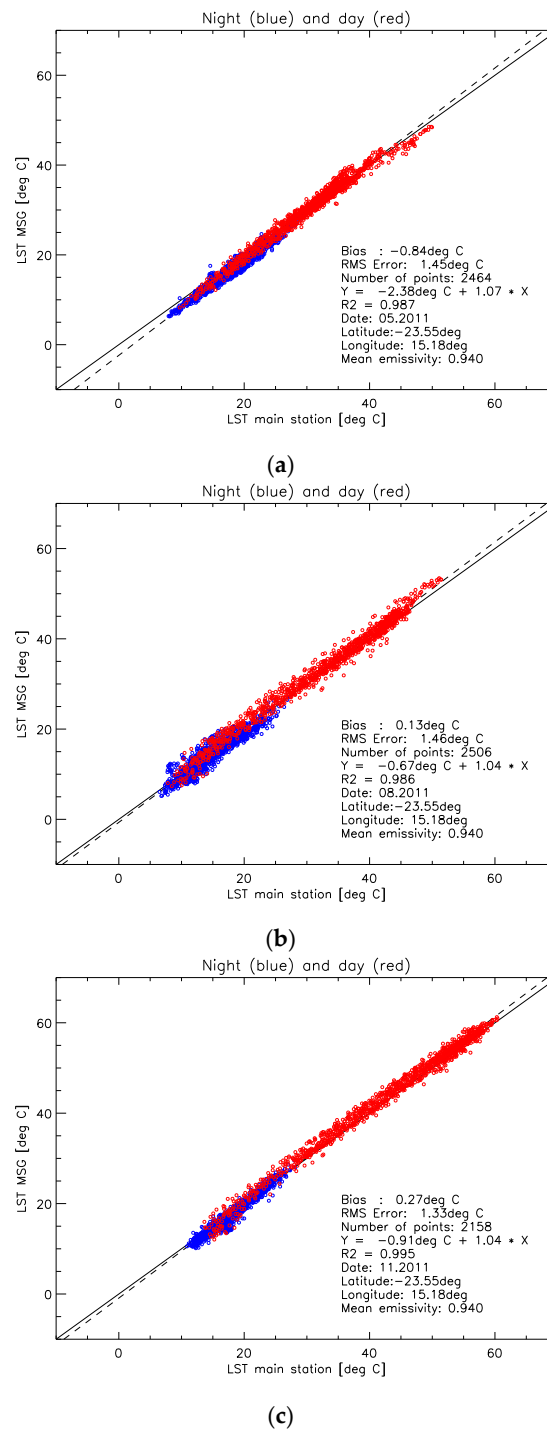 Night (blue) and day (red)
60
40
20
0
LST MSG [deg C]
Bias : −0.84deg C
RMS Error: 1.45deg C
Number of points: 2464
Y = −2.38deg C + 1.07 * X
R2 = 0.987
Date: 05.2011
Latitude:−23.55deg
Longitude: 15.18deg
Mean emissivity: 0.940
0 20 40 60
LST main station [deg C]
(a)
Night (blue) and day (red)
60
40
20
0
LST MSG [deg C]
Bias : 0.13deg C
RMS Error: 1.46deg C
Number of points: 2506
Y = −0.67deg C + 1.04 * X
R2 = 0.986
Date: 08.2011
Latitude:−23.55deg
Longitude: 15.18deg
Mean emissivity: 0.940
0 20 40 60
LST main station [deg C]
(b)
Night (blue) and day (red)
60
40
20
0
LST MSG [deg C]
Bias : 0.27deg C
RMS Error: 1.33deg C
Number of points: 2158
Y = −0.91deg C + 1.04 * X
R2 = 0.995
Date: 11.2011
Latitude:−23.55deg
Longitude: 15.18deg
Mean emissivity: 0.940
0 20 40 60
LST main station [deg C]
(c)